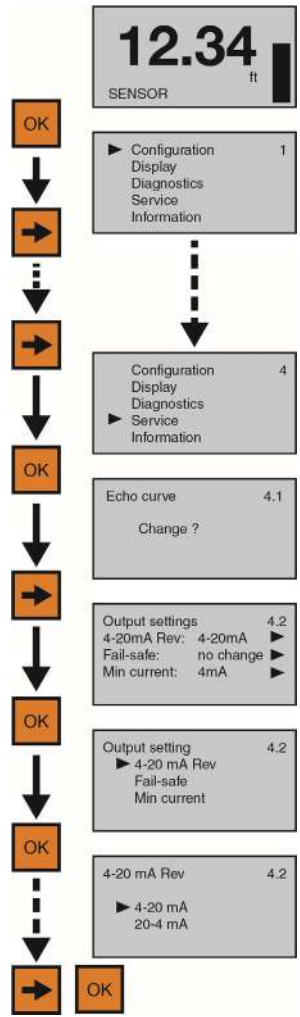 12.34
ft
SENSOR
OK
Configuration 1
Display
Diagnostics
Service
Information
Configuration 4
Display
Diagnostics
Service
Information
OK
Echo curve 4.1
Change ?
Output settings 4.2
4-20mA Rev: 4-20mA
Fail-safe: no change
Min current: 4mA
OK
Output setting 4.2
4-20 mA Rev
Fail-safe
Min current
OK
4-20 mA Rev 4.2
4-20 mA
20-4 mA
OK